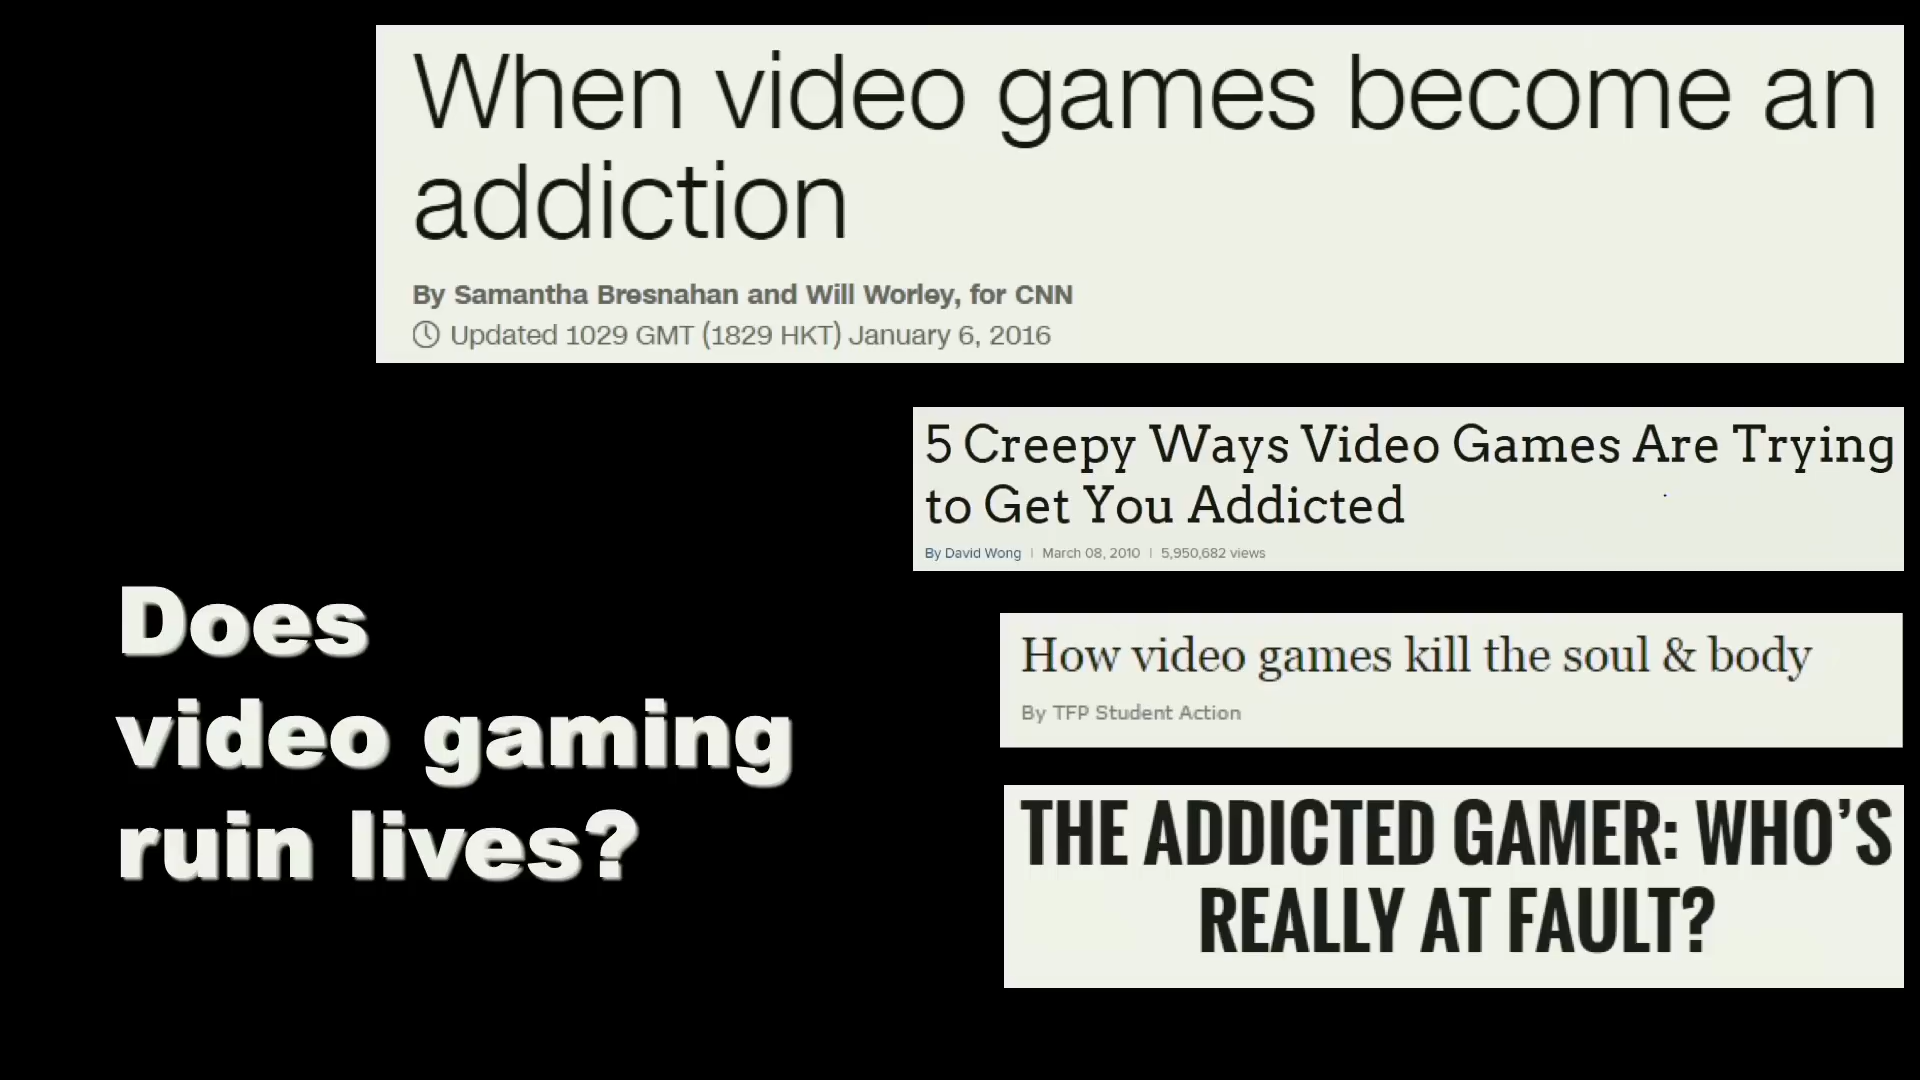 When video games become an
addiction
By Samantha Bresnahan and Will Worley, for CNN
Updated 1029 GMT (1829 HKT) January 6, 2016
5 Creepy Ways Video Games Are Trying
to Get You Addicted
By David Wong | March 08, 2010 | 5,950,682 views
Does
video gaming
ruin lives?
How video games kill the soul & body
By TFP Student Action
THE ADDICTED GAMER: WHO’S
REALLY AT FAULT?